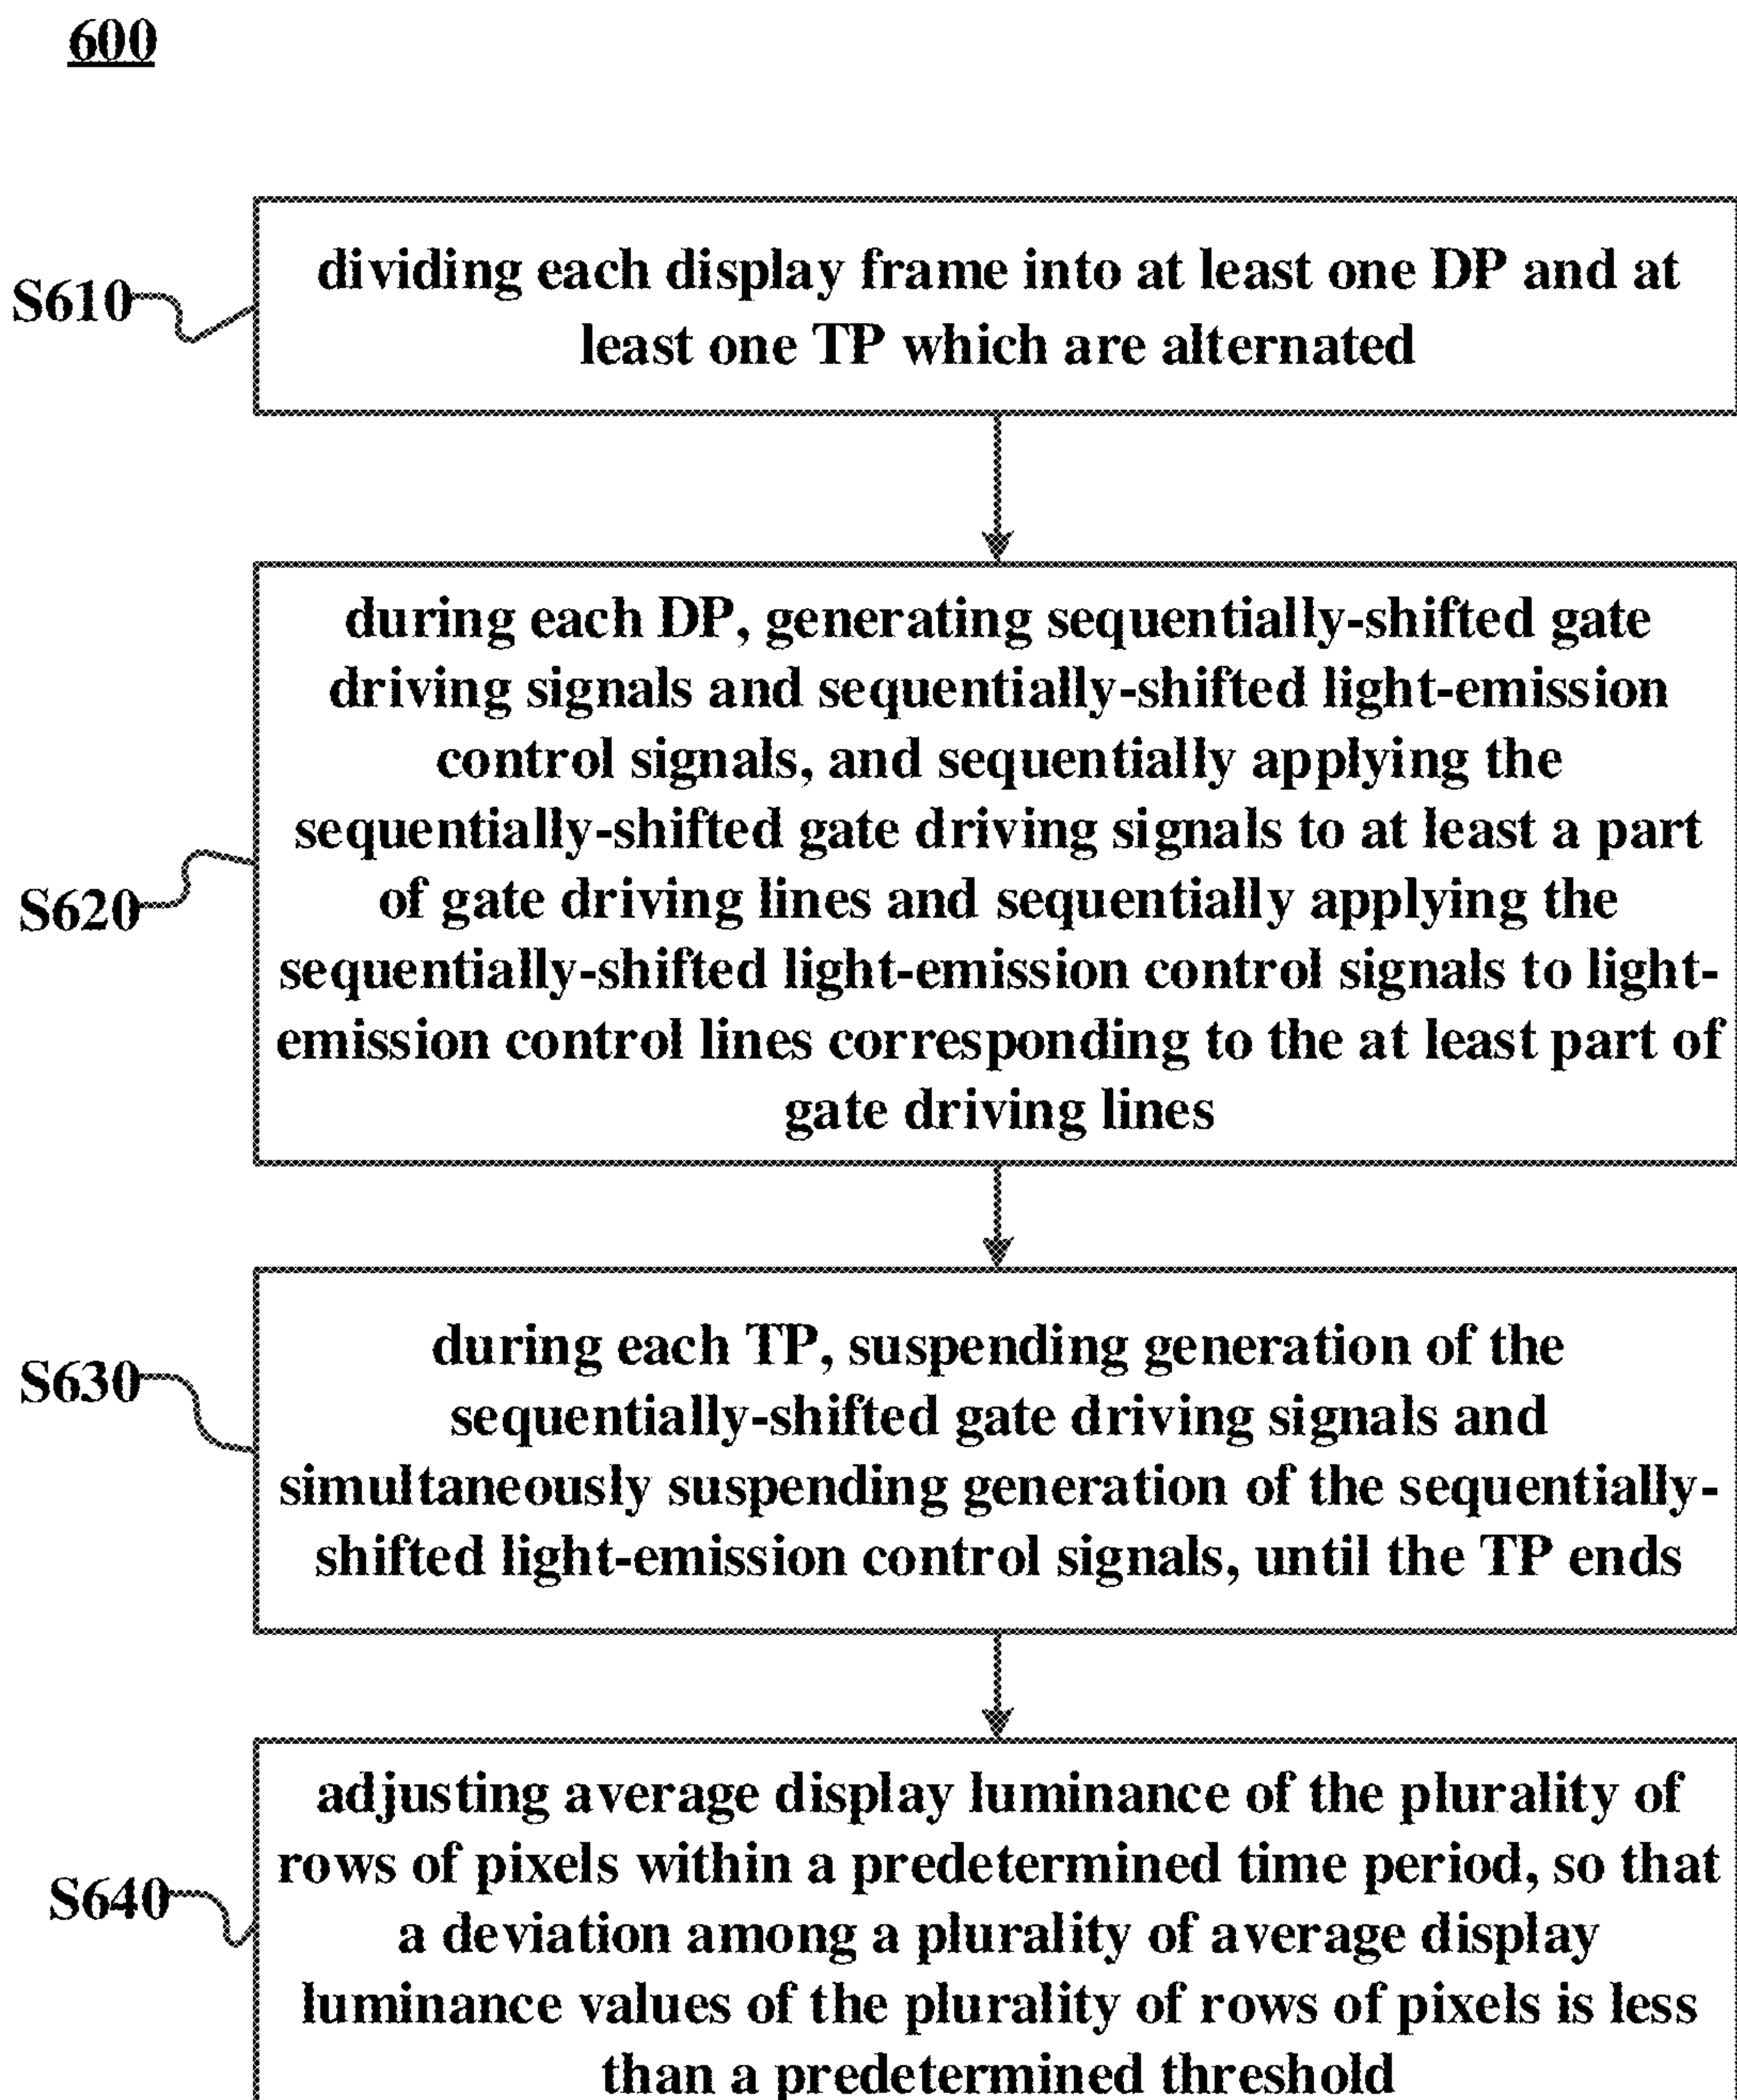 600
S610
dividing each display frame into at least one DP and at
least one TP which are alternated
S620
during each DP, generating sequentially-shifted gate
driving signals and sequentially-shifted light-emission
control signals, and sequentially applying the
sequentially-shifted gate driving signals to at least a part
of gate driving lines and sequentially applying the
sequentially-shifted light-emission control signals to light-
emission control lines corresponding to the at least part of
gate driving lines
S630
during each TP, suspending generation of the
sequentially-shifted gate driving signals and
simultaneously suspending generation of the sequentially-
shifted light-emission control signals, until the TP ends
S640
adjusting average display luminance of the plurality of
rows of pixels within a predetermined time period, so that
a deviation among a plurality of average display
luminance values of the plurality of rows of pixels is less
than a predetermined threshold